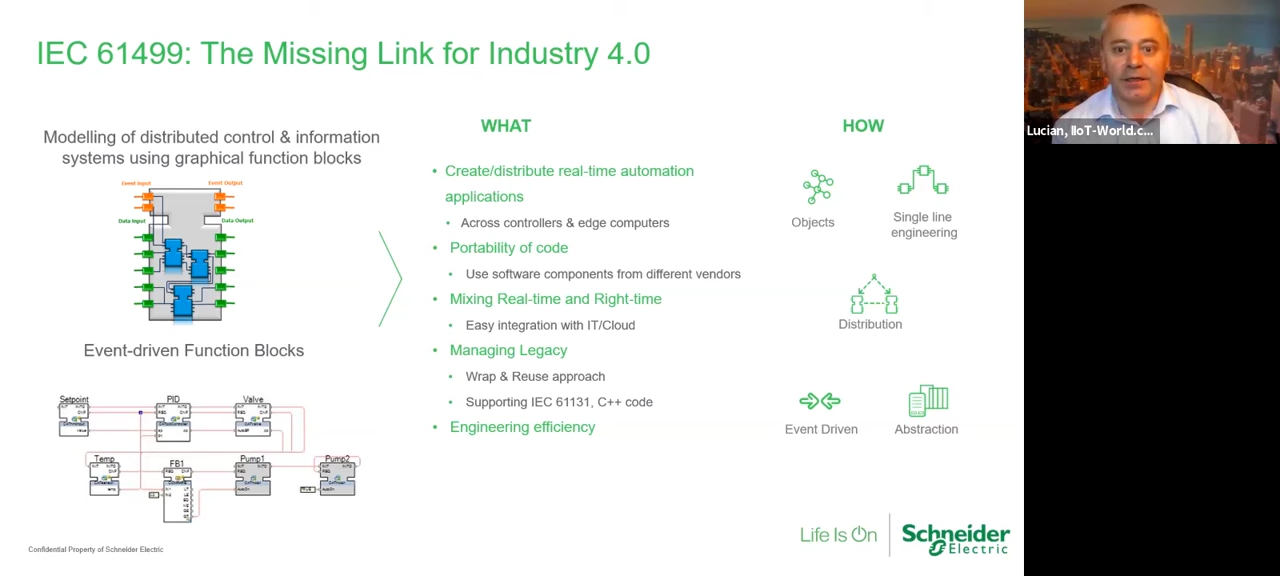 IEC 61499: The Missing Link for Industry 4.0
Modelling of distributed control & information
systems using graphical function blocks
Event Input
Event Output
Data Input
Data Output
Event-driven Function Blocks
Setpoint
PID
Valve
Temp
FB1
Pump1
Pump2
WHAT
• Create/distribute real-time automation
applications
• Across controllers & edge computers
• Portability of code
• Use software components from different vendors
• Mixing Real-time and Right-time
• Easy integration with IT/Cloud
• Managing Legacy
• Wrap & Reuse approach
• Supporting IEC 61131, C++ code
• Engineering efficiency
HOW
Objects
Single line
engineering
Distribution
Event Driven
Abstraction
Confidential Property of Schneider Electric
Life Is On
Schneider
Electric
Lucian, IIoT-World.c...